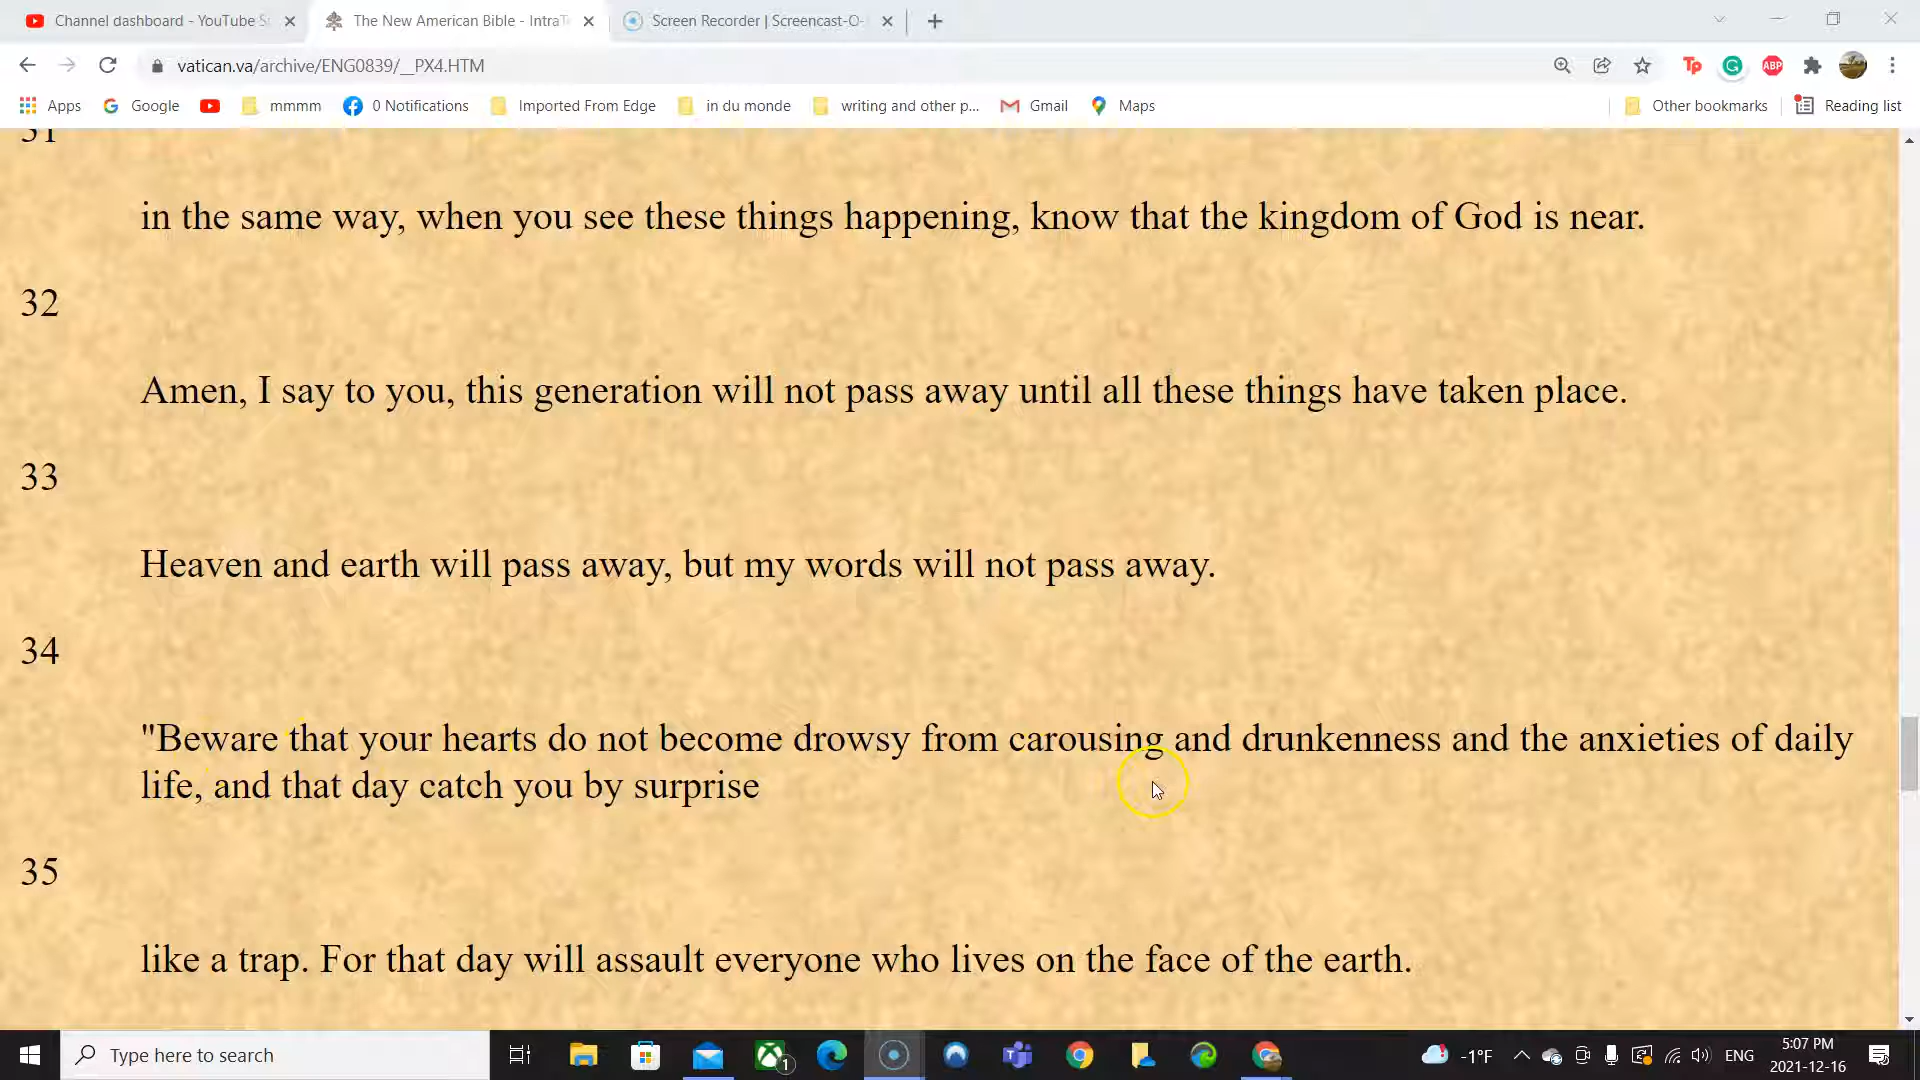 Channel dashboard - YouTube S
The New American Bible - IntraT
Screen Recorder | Screencast-O-
vatican.va/archive/ENG0839/__PX4.HTM
Apps
Google
mmmm
0 Notifications
Imported From Edge
in du monde
writing and other p...
Gmail
Maps
Other bookmarks
Reading list
31
in the same way, when you see these things happening, know that the kingdom of God is near.
32
Amen, I say to you, this generation will not pass away until all these things have taken place.
33
Heaven and earth will pass away, but my words will not pass away.
34
"Beware that your hearts do not become drowsy from carousing and drunkenness and the anxieties of daily
life, and that day catch you by surprise
35
like a trap. For that day will assault everyone who lives on the face of the earth.
Type here to search
1
-1°F
ENG
5:07 PM
2021-12-16